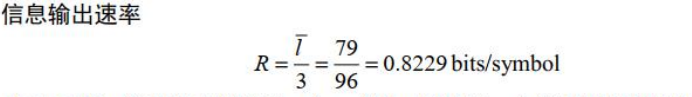 信息输出速率
R = l̅/3 = 79/96 = 0.8229 bits/symbol